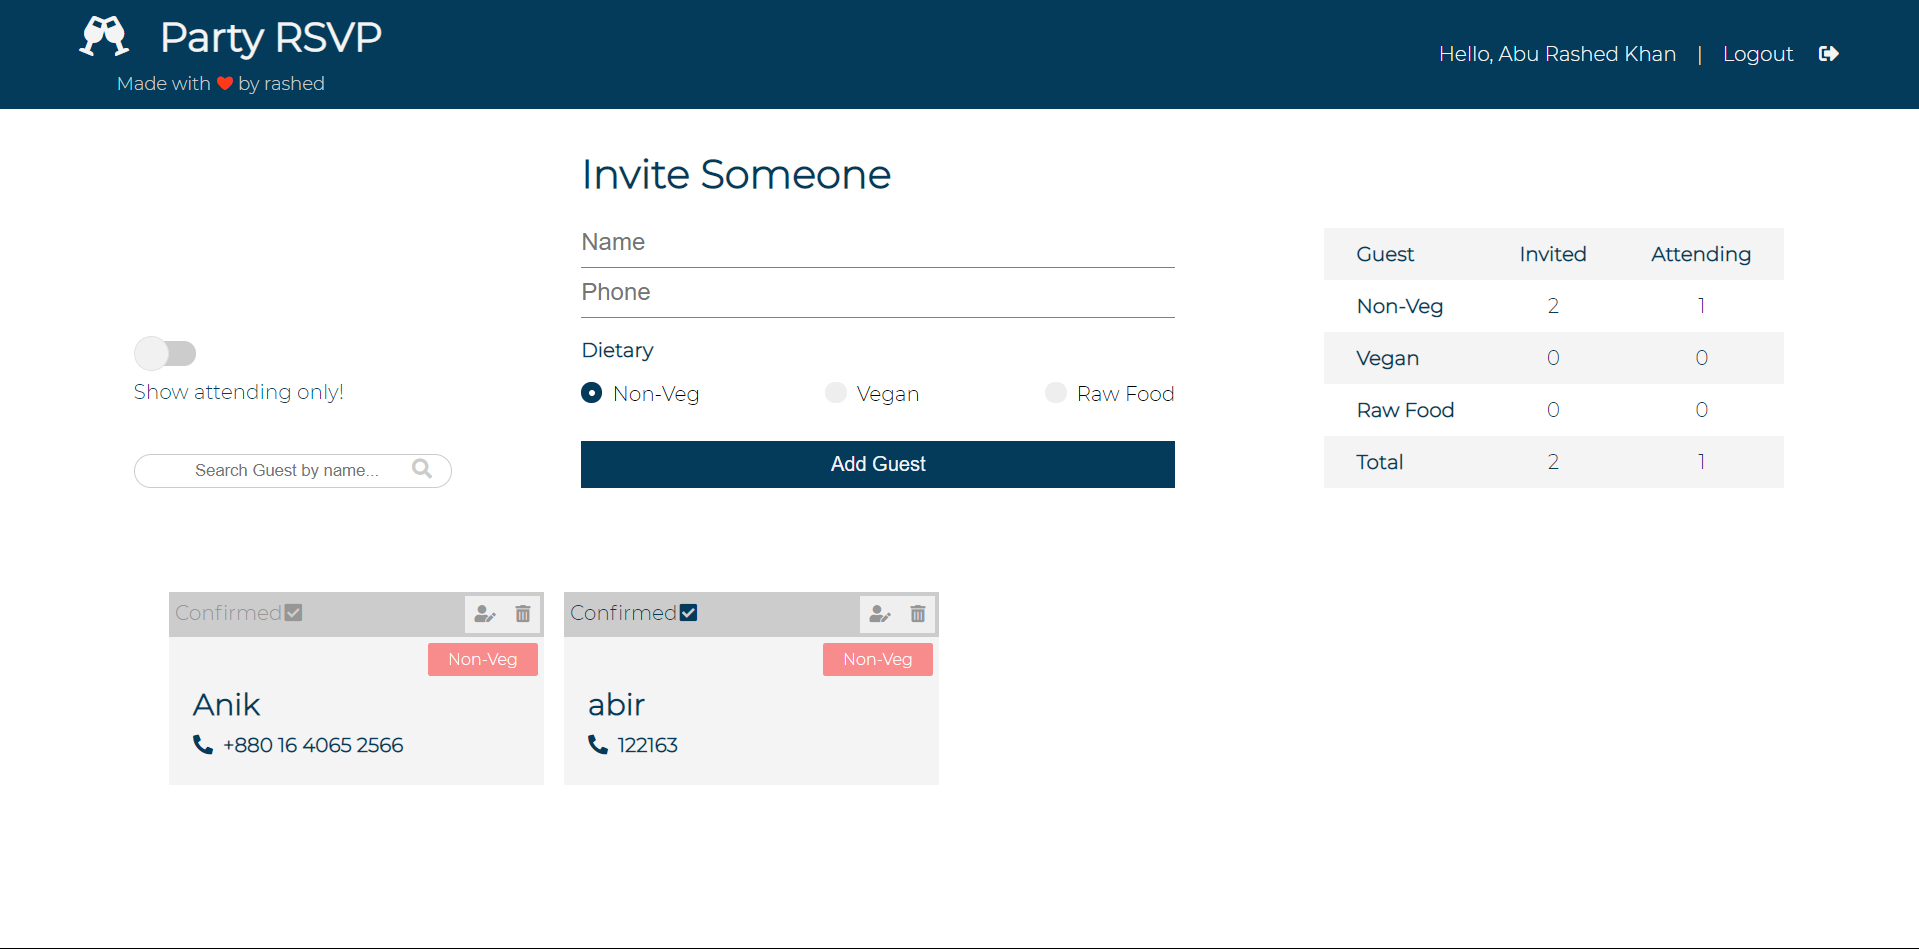 Party RSVP
Made with by rashed
Hello, Abu Rashed Khan | Logout
Invite Someone
Name
Phone
Dietary
Non-Veg Vegan Raw Food
Add Guest
Show attending only!
Search Guest by name...
Guest Invited Attending
Non-Veg 2 1
Vegan 0 0
Raw Food 0 0
Total 2 1
Confirmed
Non-Veg
Anik
+880 16 4065 2566
Confirmed
Non-Veg
abir
122163